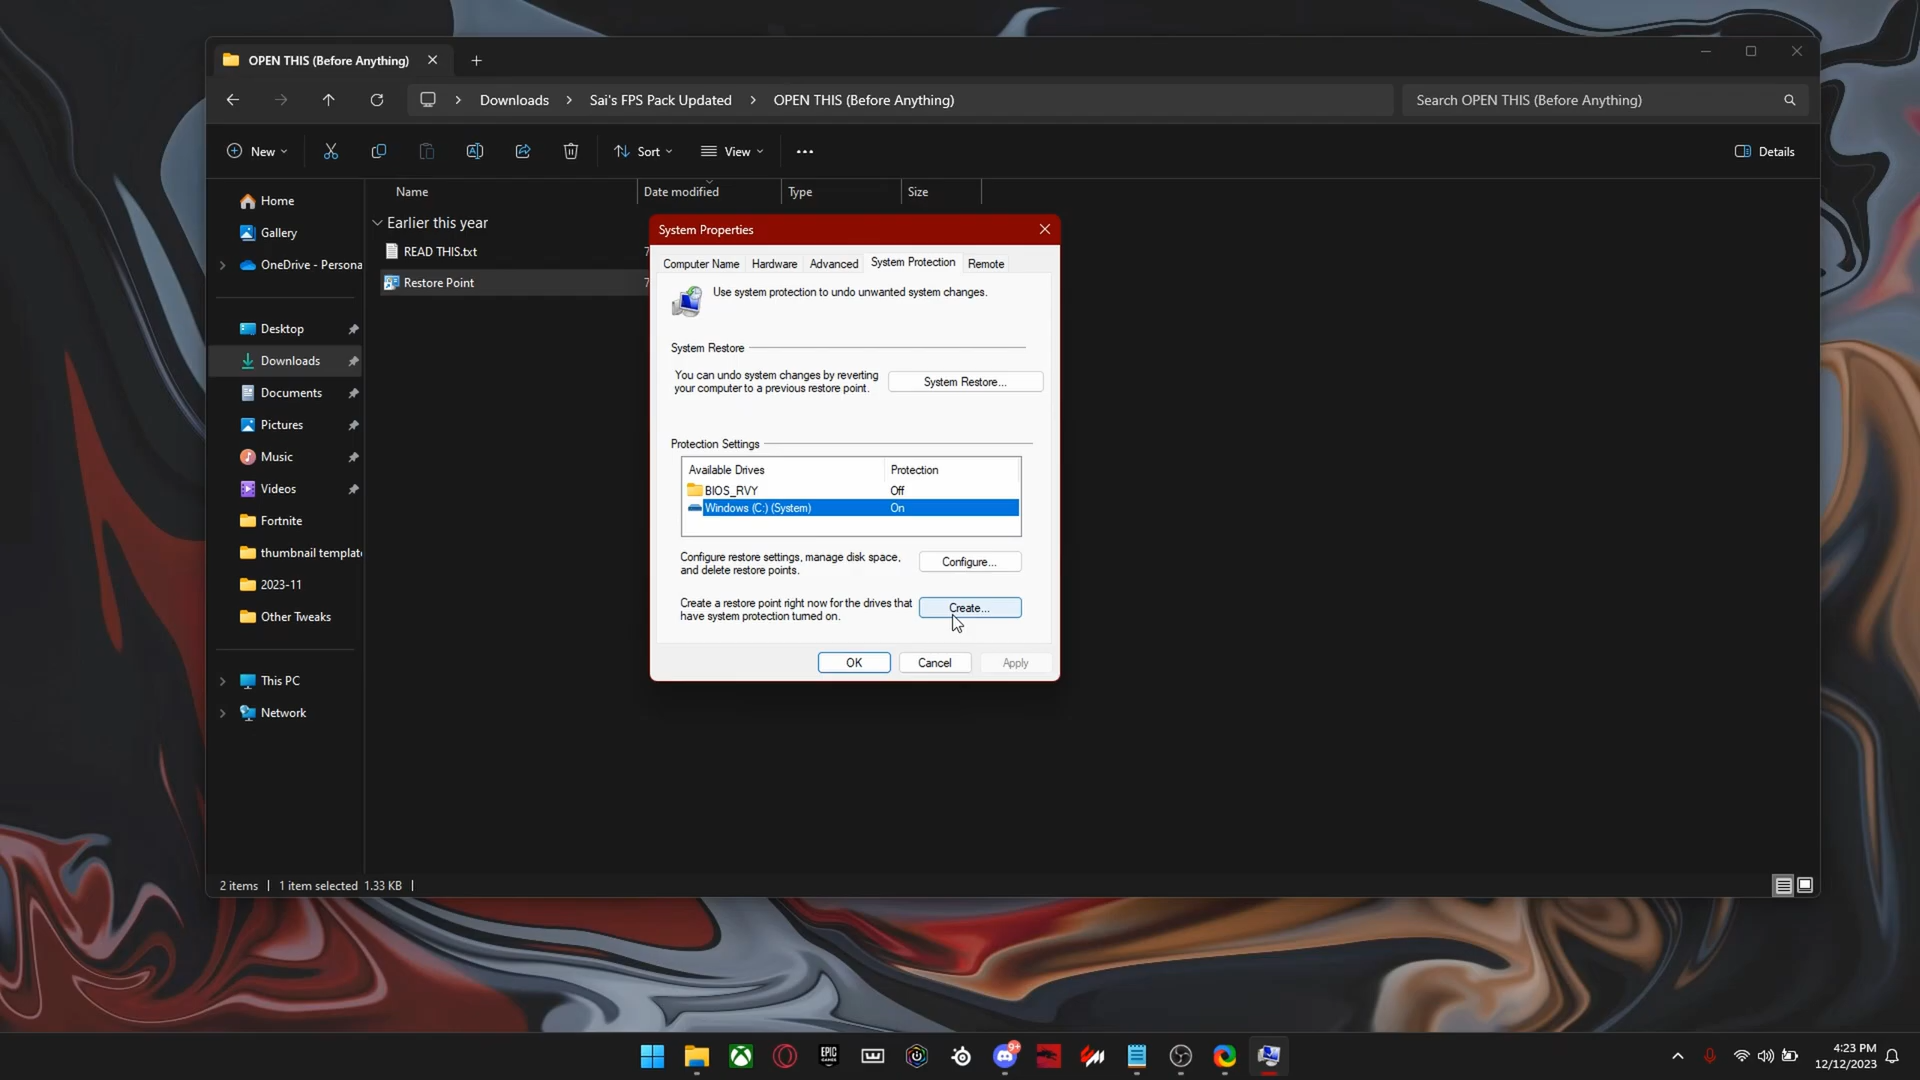 OPEN THIS (Before Anything)
Downloads
Sai's FPS Pack Updated
OPEN THIS (Before Anything)
Search OPEN THIS (Before Anything)
New
Sort
View
Details
Name
Date modified
Type
Size
Home
Gallery
OneDrive - Persona
Desktop
Downloads
Documents
Pictures
Music
Videos
Fortnite
thumbnail templat
2023-11
Other Tweaks
This PC
Network
Earlier this year
READ THIS.txt
7
Restore Point
7
System Properties
Computer Name
Hardware
Advanced
System Protection
Remote
Use system protection to undo unwanted system changes.
System Restore
You can undo system changes by reverting
your computer to a previous restore point.
System Restore...
Protection Settings
Available Drives
Protection
BIOS_RVY
Off
Windows (C:) (System)
On
Configure restore settings, manage disk space,
and delete restore points.
Configure...
Create a restore point right now for the drives that
have system protection turned on.
Create...
OK
Cancel
Apply
2 items
1 item selected 1.33 KB
EPIC
GAMES
9+
4:23 PM
12/12/2023